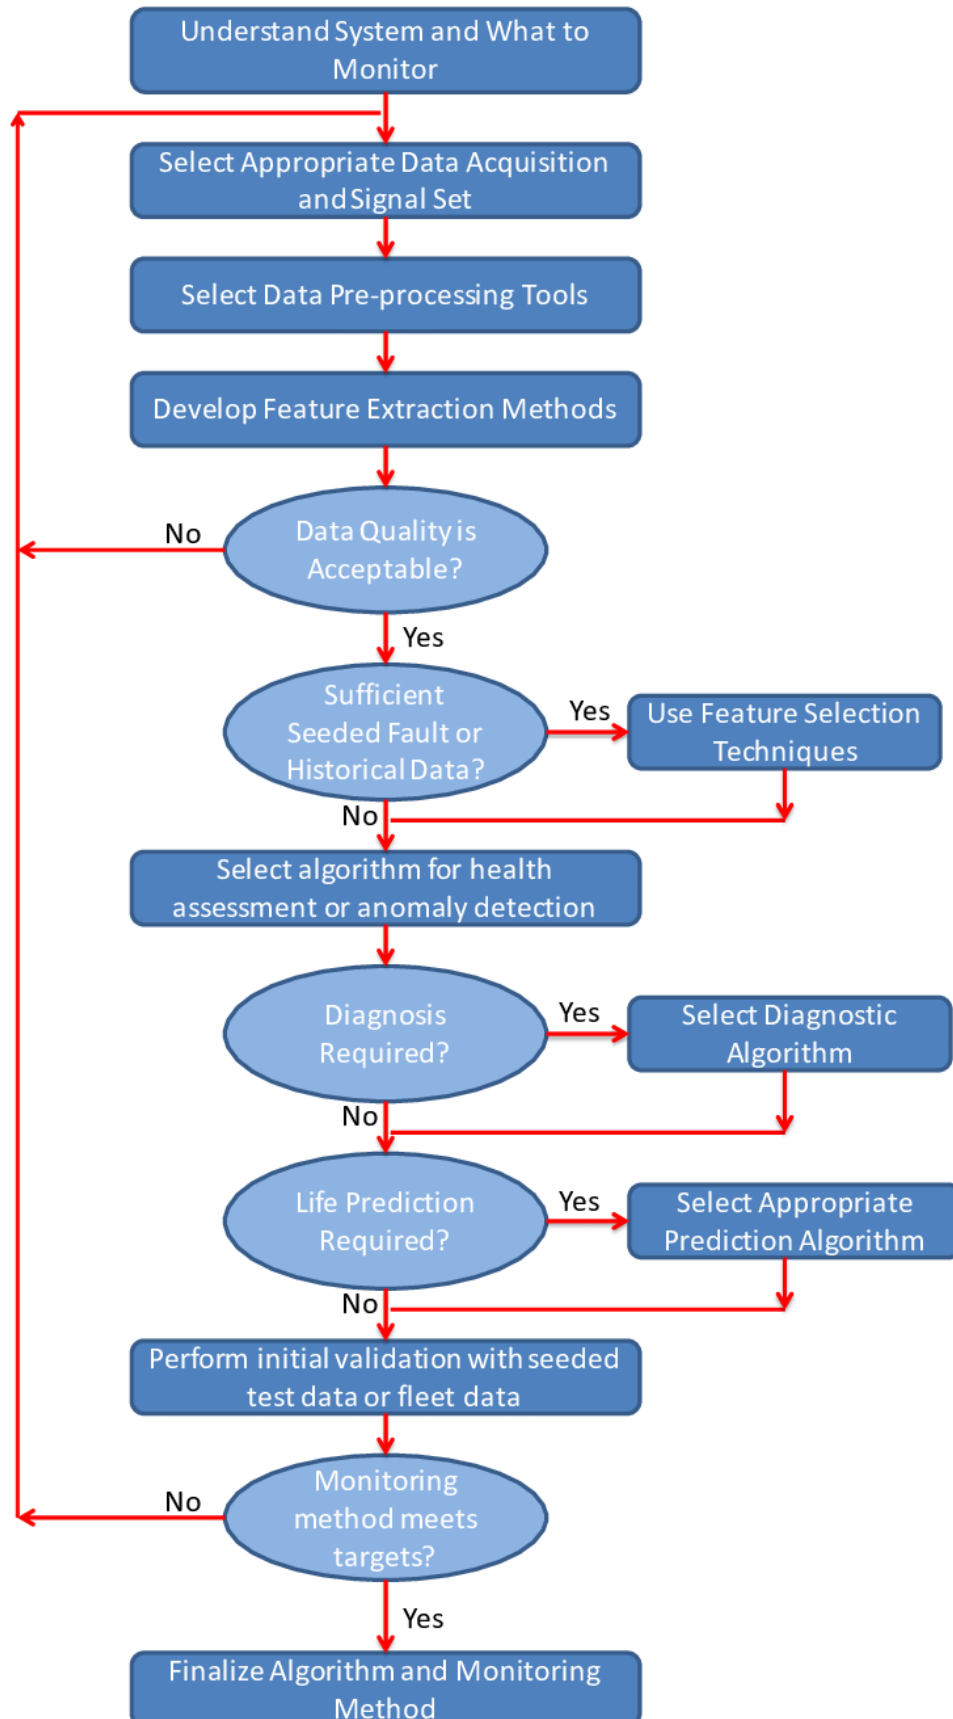 Understand System and What to
Monitor
Select Appropriate Data Acquisition
and Signal Set
Select Data Pre-processing Tools
Develop Feature Extraction Methods
Data Quality is
Acceptable?
No
Yes
Sufficient
Seeded Fault or
Historical Data?
Yes
Use Feature Selection
Techniques
No
Select algorithm for health
assessment or anomaly detection
Diagnosis
Required?
Yes
Select Diagnostic
Algorithm
No
Life Prediction
Required?
Yes
Select Appropriate
Prediction Algorithm
No
Perform initial validation with seeded
test data or fleet data
Monitoring
method meets
targets?
No
Yes
Finalize Algorithm and Monitoring
Method